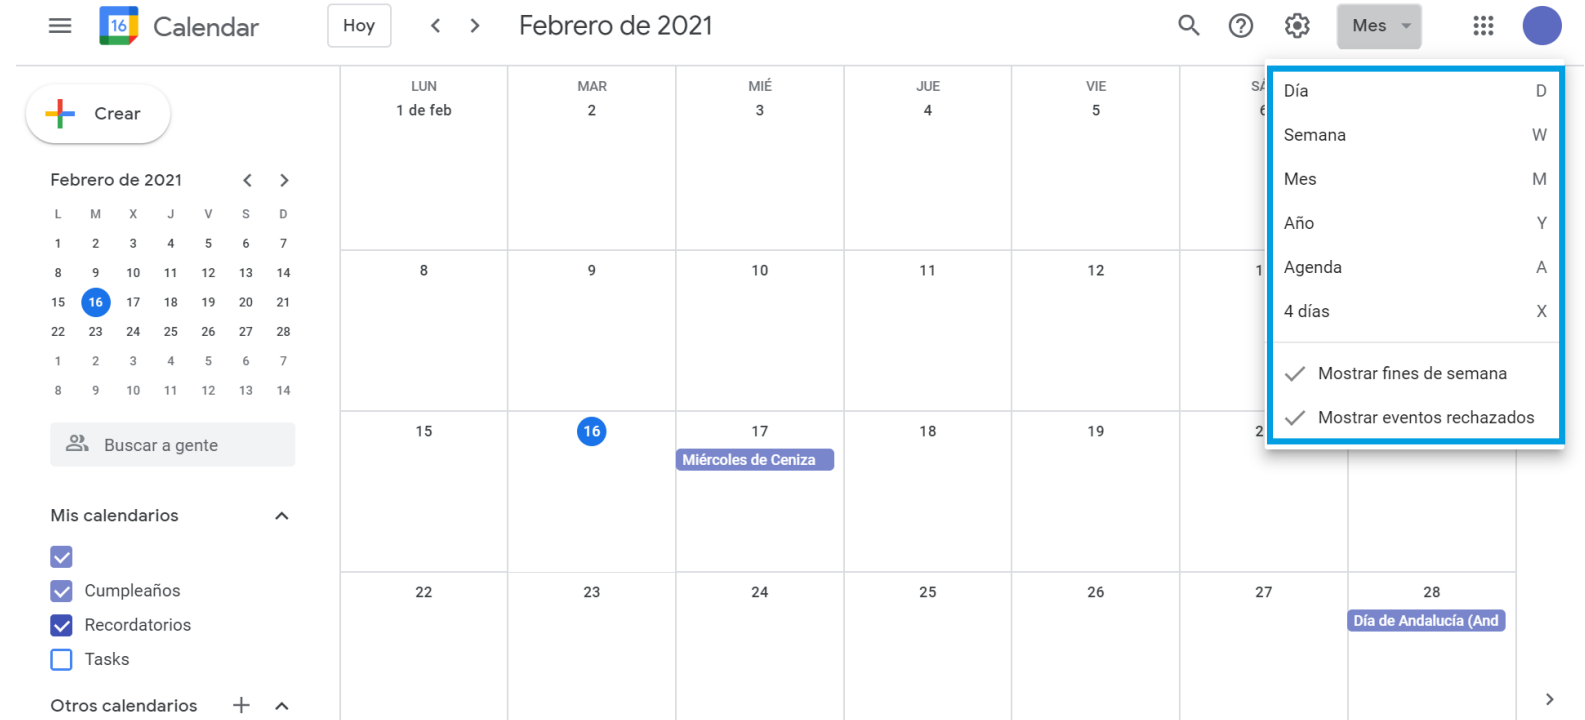 16 Calendar Hoy Febrero de 2021 Mes
Crear
Febrero de 2021
L M X J V S D
1 2 3 4 5 6 7
8 9 10 11 12 13 14
15 16 17 18 19 20 21
22 23 24 25 26 27 28
1 2 3 4 5 6 7
8 9 10 11 12 13 14
Buscar a gente
Mis calendarios
Cumpleaños
Recordatorios
Tasks
Otros calendarios
LUN MAR MIÉ JUE VIE SÁ
1 de feb 2 3 4 5 6
8 9 10 11 12 1
15 16 17 18 19 2
Miércoles de Ceniza
22 23 24 25 26 27 28
Día de Andalucía (And
Día D
Semana W
Mes M
Año Y
Agenda A
4 días X
Mostrar fines de semana
Mostrar eventos rechazados